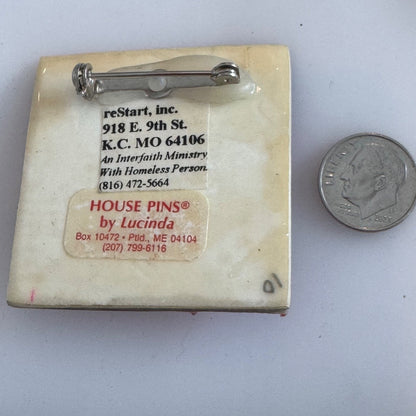 reStart, inc.
918 E. 9th St.
K.C. MO 64106
An Interfaith Ministry
With Homeless Person
(816) 472-5664
HOUSE PINS®
by Lucinda
Box 10472 • Ptld., ME 04104
(207) 799-6116
01
LIBERTY